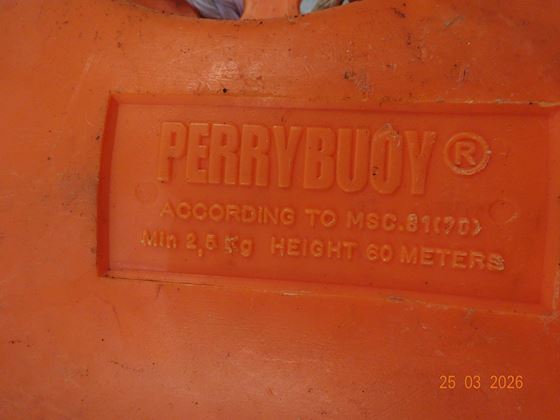 PERRYBUOY®
ACCORDING TO MSC.81(70)
Min 2,5 Kg HEIGHT 60 METERS
25 03 2026